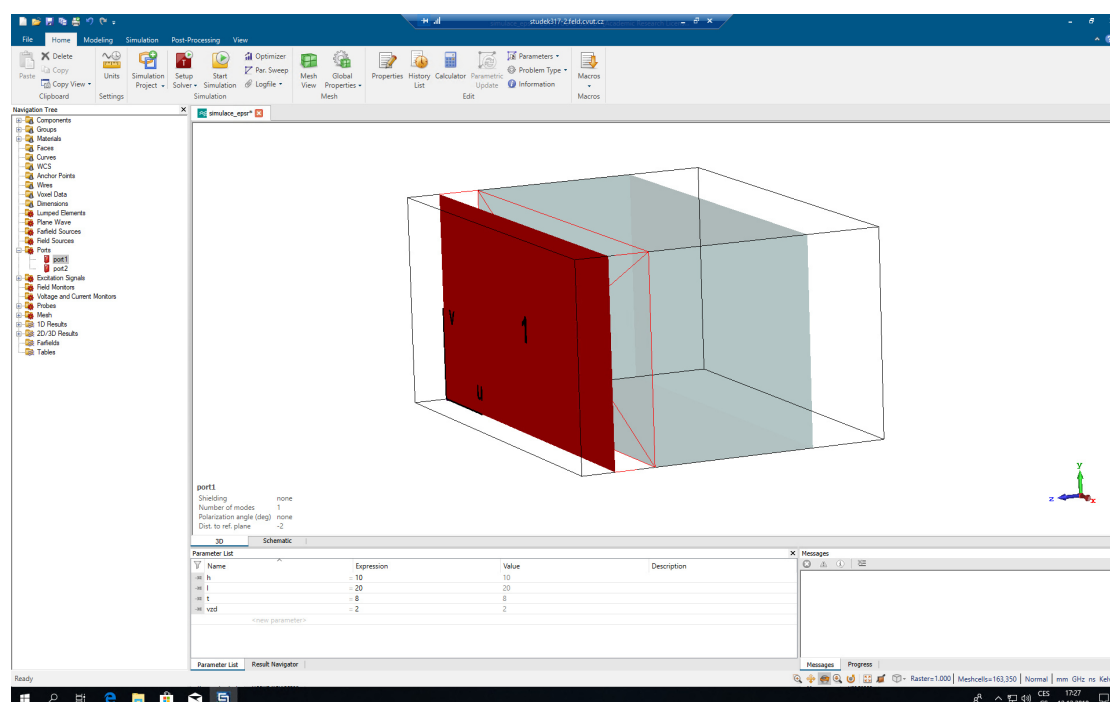 studek317-2.feld.cvut.cz
File Home Modeling Simulation Post-Processing View
Paste
Delete
Copy
Copy View
Clipboard
Units
Settings
Simulation Project
Setup Solver
Start Simulation
Optimizer
Par. Sweep
Logfile
Simulation
Mesh View
Global Properties
Mesh
Properties
History List
Calculator
Parametric Update
Parameters
Problem Type
Information
Edit
Macros
Macros
Navigation Tree
simulace_epsr*
Components
Groups
Materials
Faces
Curves
WCS
Anchor Points
Wires
Voxel Data
Dimensions
Lumped Elements
Plane Wave
Farfield Sources
Field Sources
Ports
port1
port2
Excitation Signals
Field Monitors
Voltage and Current Monitors
Probes
Mesh
1D Results
2D/3D Results
Farfields
Tables
v
1
u
y
z
x
port1
Shielding none
Number of modes 1
Polarization angle (deg) none
Dist. to ref. plane -2
3D Schematic
Parameter List
Name Expression Value Description
h = 10 10
l = 20 20
t = 8 8
vzd = 2 2
<new parameter>
Parameter List Result Navigator
Messages
Messages Progress
Ready
Raster=1.000 Meshcells=163,350 Normal mm GHz ns Kel
CES 17:27